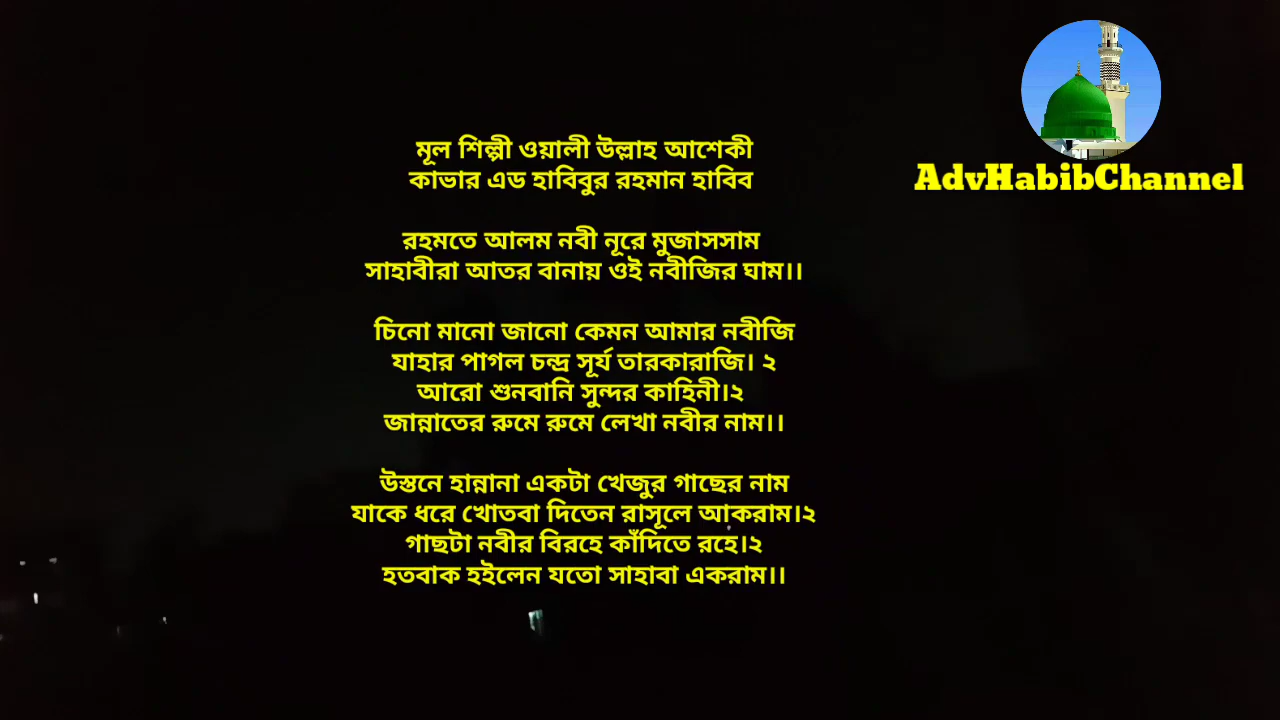 AdvHabibChannel
মূল শিল্পী ওয়ালী উল্লাহ আশেকী
কাভার এড হাবিবুর রহমান হাবিব
রহমতে আলম নবী নূরে মুজাসসাম
সাহাবীরা আতর বানায় ওই নবীজির ঘাম।।
চিনো মানো জানো কেমন আমার নবীজি
যাহার পাগল চন্দ্র সূর্য তারকারাজি। ২
আরো শুনবানি সুন্দর কাহিনী।২
জান্নাতের রুমে রুমে লেখা নবীর নাম।।
উস্তনে হান্নানা একটা খেজুর গাছের নাম
যাকে ধরে খোতবা দিতেন রাসূলে আকরাম।২
গাছটা নবীর বিরহে কাঁদিতে রহে।২
হতবাক হইলেন যতো সাহাবা একরাম।।